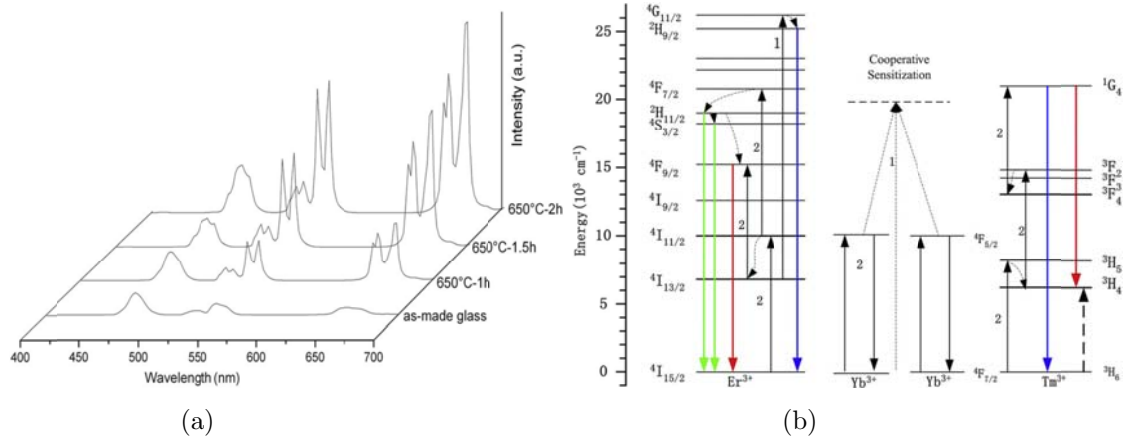 Intensity (a.u.)
650°C-2h
650°C-1.5h
650°C-1h
as-made glass
400 450 500 550 600 650 700
Wavelength (nm)
(a)
Energy (10³ cm⁻¹)
25
20
15
10
5
0
⁴G₁₁/₂
²H₉/₂
⁴F₇/₂
²H₁₁/₂
⁴S₃/₂
⁴F₉/₂
⁴I₉/₂
⁴I₁₁/₂
⁴I₁₃/₂
⁴I₁₅/₂
1
2
2
2
Er³⁺
Cooperative
Sensitization
1
2
2
Yb³⁺ Yb³⁺
⁴F₅/₂
⁴F₇/₂
¹G₄
³F₂
³F₃
³F₄
³H₅
³H₄
³H₆
2
2
2
Tm³⁺
(b)